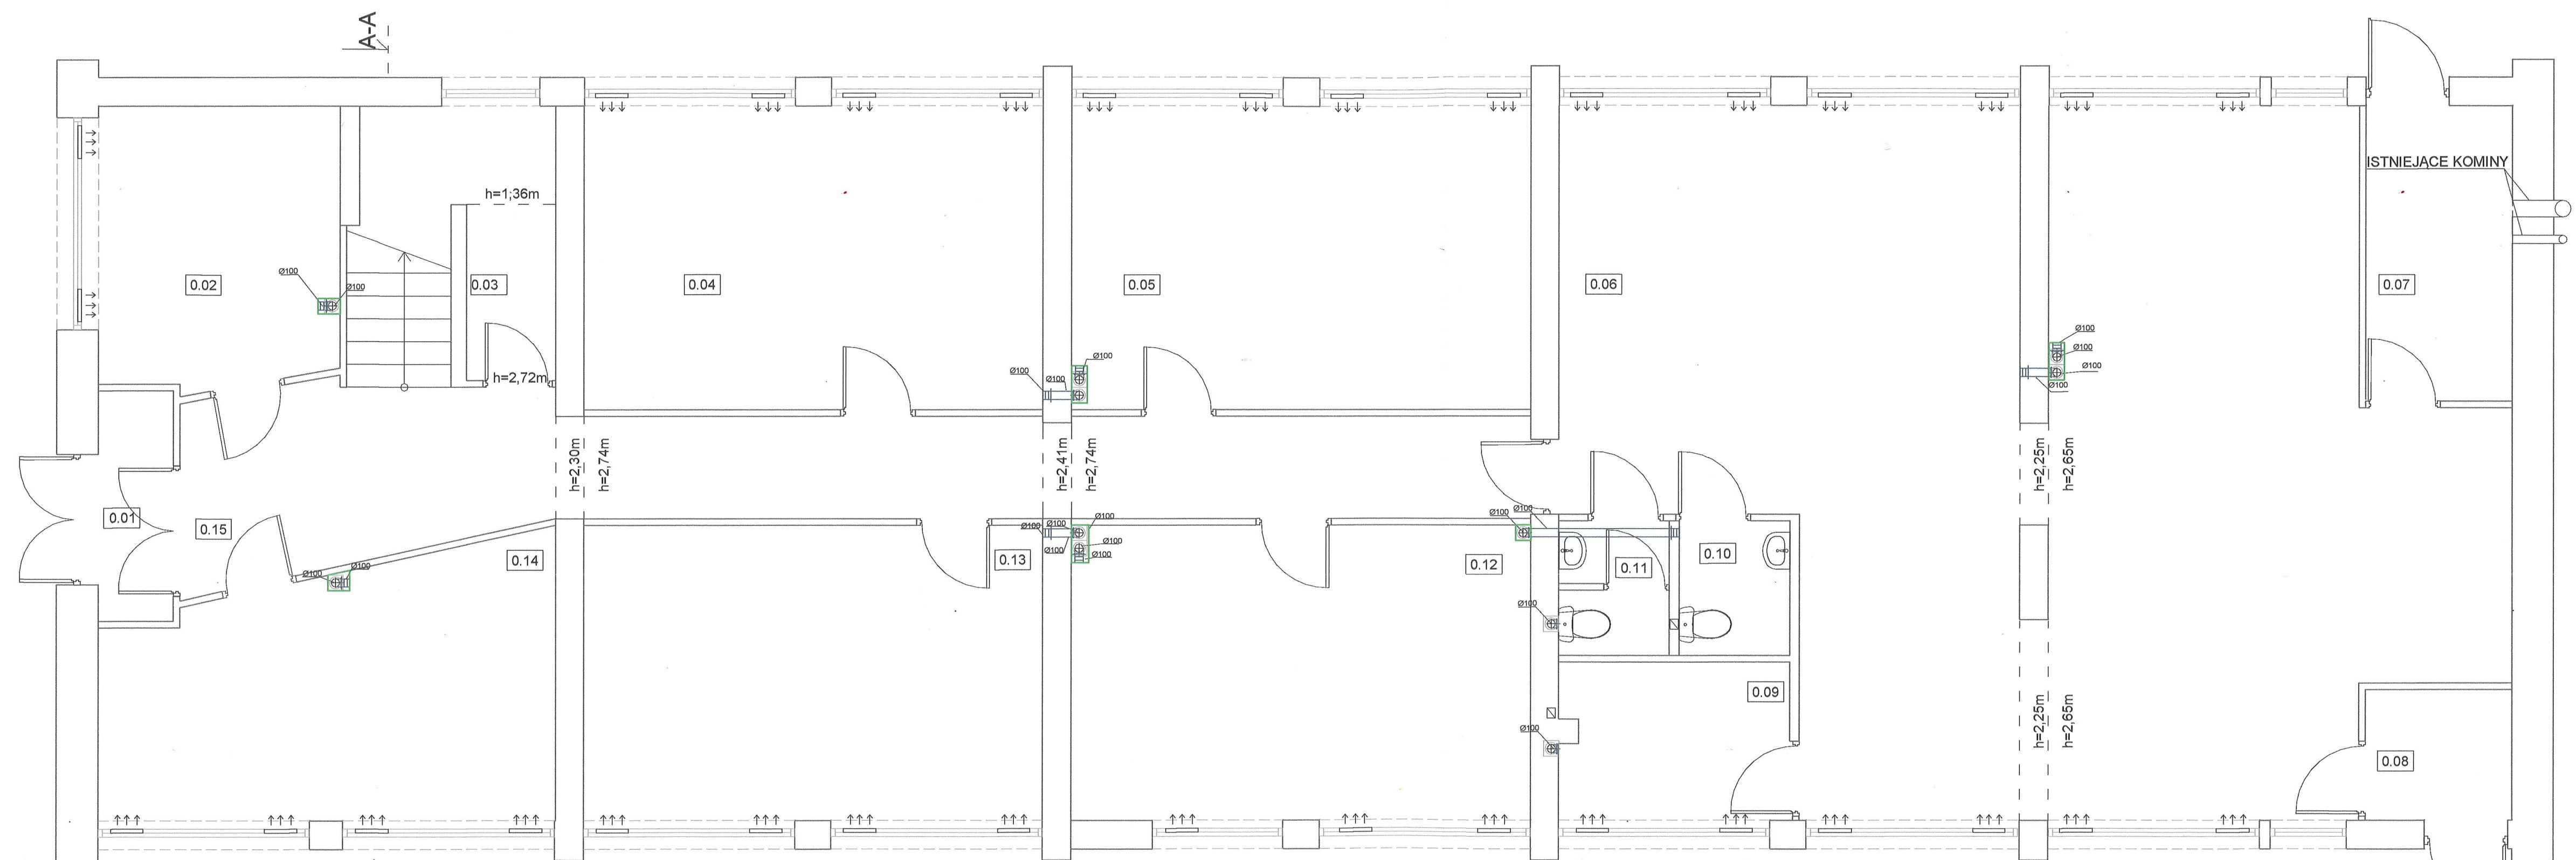 A-A
ISTNIEJĄCE KOMINY
h=1;36m
0.02
0.03
0.04
0.05
0.06
0.07
Ø100
Ø100
h=2,72m
Ø100
Ø100
Ø100
Ø100
Ø100
Ø100
Ø100
h=2,30m
h=2,74m
h=2,41m
h=2,74m
h=2,25m
h=2,65m
0.01
0.15
0.14
0.13
0.12
0.11
0.10
Ø100
Ø100
Ø100
Ø100
Ø100
Ø100
Ø100
Ø100
Ø100
Ø100
Ø100
0.09
Ø100
h=2,25m
h=2,65m
0.08